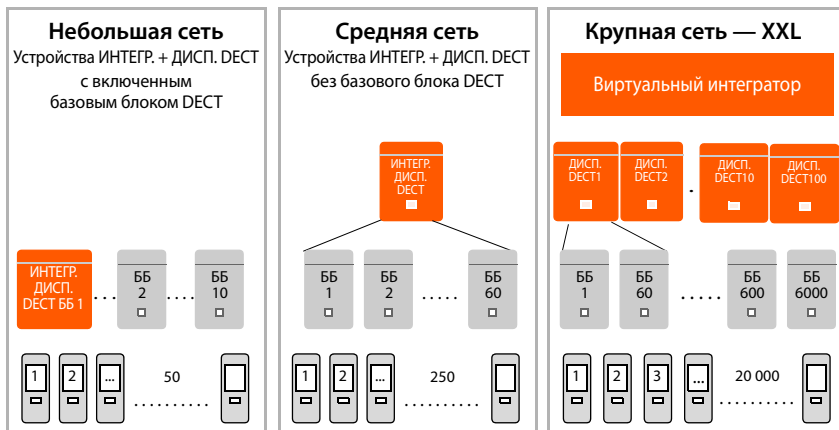 Небольшая сеть
Устройства ИНТЕГР. + ДИСП. DECT
с включенным
базовым блоком DECT
ИНТЕГР.
ДИСП.
DECT ББ 1
. . .
ББ
2
. . . .
ББ
10
1
2
...
50
. . . . . . . . . .
Средняя сеть
Устройства ИНТЕГР. + ДИСП. DECT
без базового блока DECT
ИНТЕГР.
ДИСП.
DECT
ББ
1
ББ
2
. . . . .
ББ
60
1
2
...
250
. . . . . . . . . .
Крупная сеть — XXL
Виртуальный интегратор
ДИСП.
DECT1
ДИСП.
DECT2
.
ДИСП.
DECT10
ДИСП.
DECT100
ББ
1
ББ
60
. . . . .
ББ
600
ББ
6000
1
2
3
...
20 000
. . . . . . . . . .